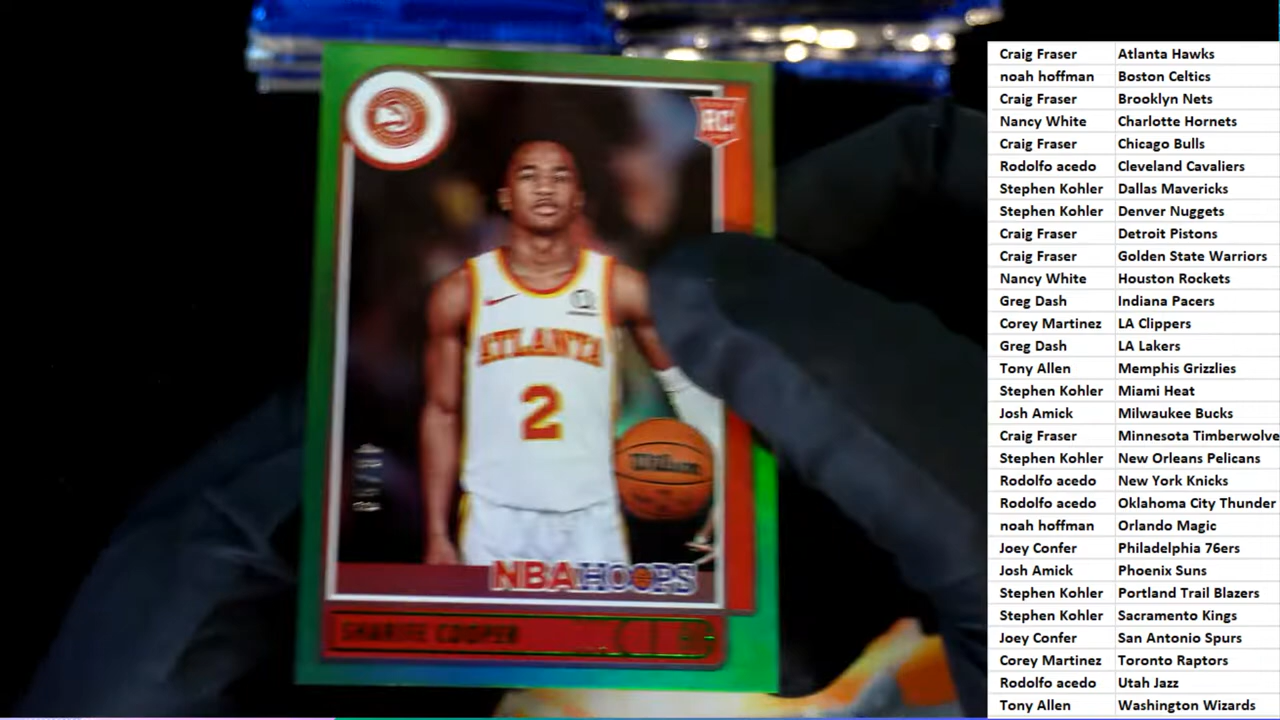 RC
ATLANTA
2
Wilson
NBA HOOPS
SHARIFE COOPER
Craig Fraser Atlanta Hawks
noah hoffman Boston Celtics
Craig Fraser Brooklyn Nets
Nancy White Charlotte Hornets
Craig Fraser Chicago Bulls
Rodolfo acedo Cleveland Cavaliers
Stephen Kohler Dallas Mavericks
Stephen Kohler Denver Nuggets
Craig Fraser Detroit Pistons
Craig Fraser Golden State Warriors
Nancy White Houston Rockets
Greg Dash Indiana Pacers
Corey Martinez LA Clippers
Greg Dash LA Lakers
Tony Allen Memphis Grizzlies
Stephen Kohler Miami Heat
Josh Amick Milwaukee Bucks
Craig Fraser Minnesota Timberwolve
Stephen Kohler New Orleans Pelicans
Rodolfo acedo New York Knicks
Rodolfo acedo Oklahoma City Thunder
noah hoffman Orlando Magic
Joey Confer Philadelphia 76ers
Josh Amick Phoenix Suns
Stephen Kohler Portland Trail Blazers
Stephen Kohler Sacramento Kings
Joey Confer San Antonio Spurs
Corey Martinez Toronto Raptors
Rodolfo acedo Utah Jazz
Tony Allen Washington Wizards